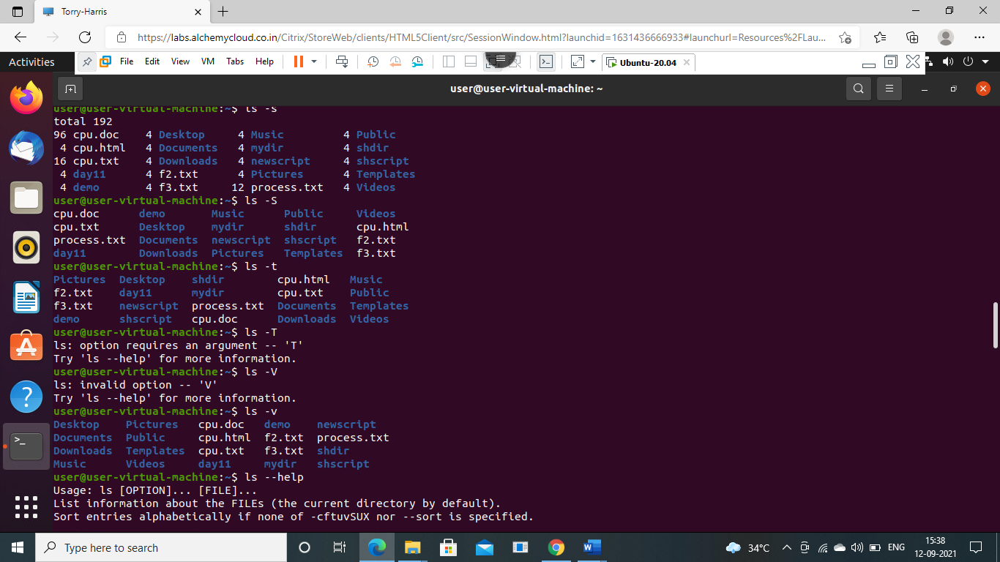 Torry-Harris
https://labs.alchemycloud.co.in/Citrix/StoreWeb/clients/HTML5Client/src/SessionWindow.html?launchid=1631436666933#launchurl=Resources%2FLau...
Activities File Edit View VM Tabs Help Ubuntu-20.04
user@user-virtual-machine: ~
user@user-virtual-machine:~$ ls -s
total 192
96 cpu.doc 4 Desktop 4 Music 4 Public
4 cpu.html 4 Documents 4 mydir 4 shdir
16 cpu.txt 4 Downloads 4 newscript 4 shscript
4 day11 4 f2.txt 4 Pictures 4 Templates
4 demo 4 f3.txt 12 process.txt 4 Videos
user@user-virtual-machine:~$ ls -S
cpu.doc demo Music Public Videos
cpu.txt Desktop mydir shdir cpu.html
process.txt Documents newscript shscript f2.txt
day11 Downloads Pictures Templates f3.txt
user@user-virtual-machine:~$ ls -t
Pictures Desktop shdir cpu.html Music
f2.txt day11 mydir cpu.txt Public
f3.txt newscript process.txt Documents Templates
demo shscript cpu.doc Downloads Videos
user@user-virtual-machine:~$ ls -T
ls: option requires an argument -- 'T'
Try 'ls --help' for more information.
user@user-virtual-machine:~$ ls -V
ls: invalid option -- 'V'
Try 'ls --help' for more information.
user@user-virtual-machine:~$ ls -v
Desktop Pictures cpu.doc demo newscript
Documents Public cpu.html f2.txt process.txt
Downloads Templates cpu.txt f3.txt shdir
Music Videos day11 mydir shscript
user@user-virtual-machine:~$ ls --help
Usage: ls [OPTION]... [FILE]...
List information about the FILEs (the current directory by default).
Sort entries alphabetically if none of -cftuvSUX nor --sort is specified.
Type here to search
34°C
ENG
15:38
12-09-2021